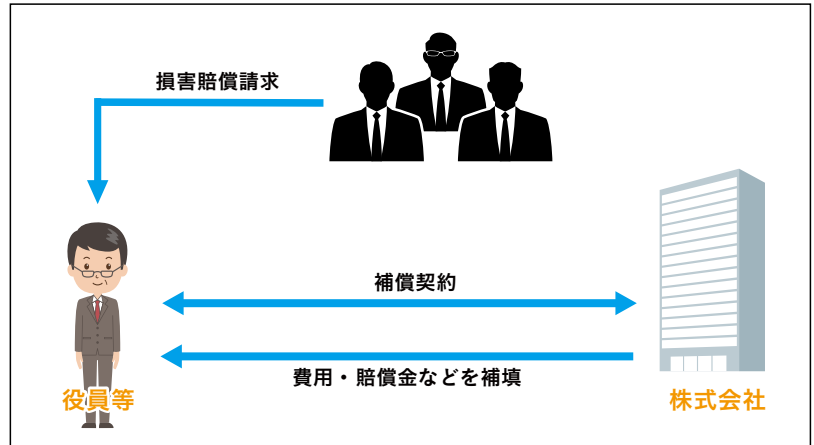 損害賠償請求
補償契約
費用・賠償金などを補填
役員等
株式会社